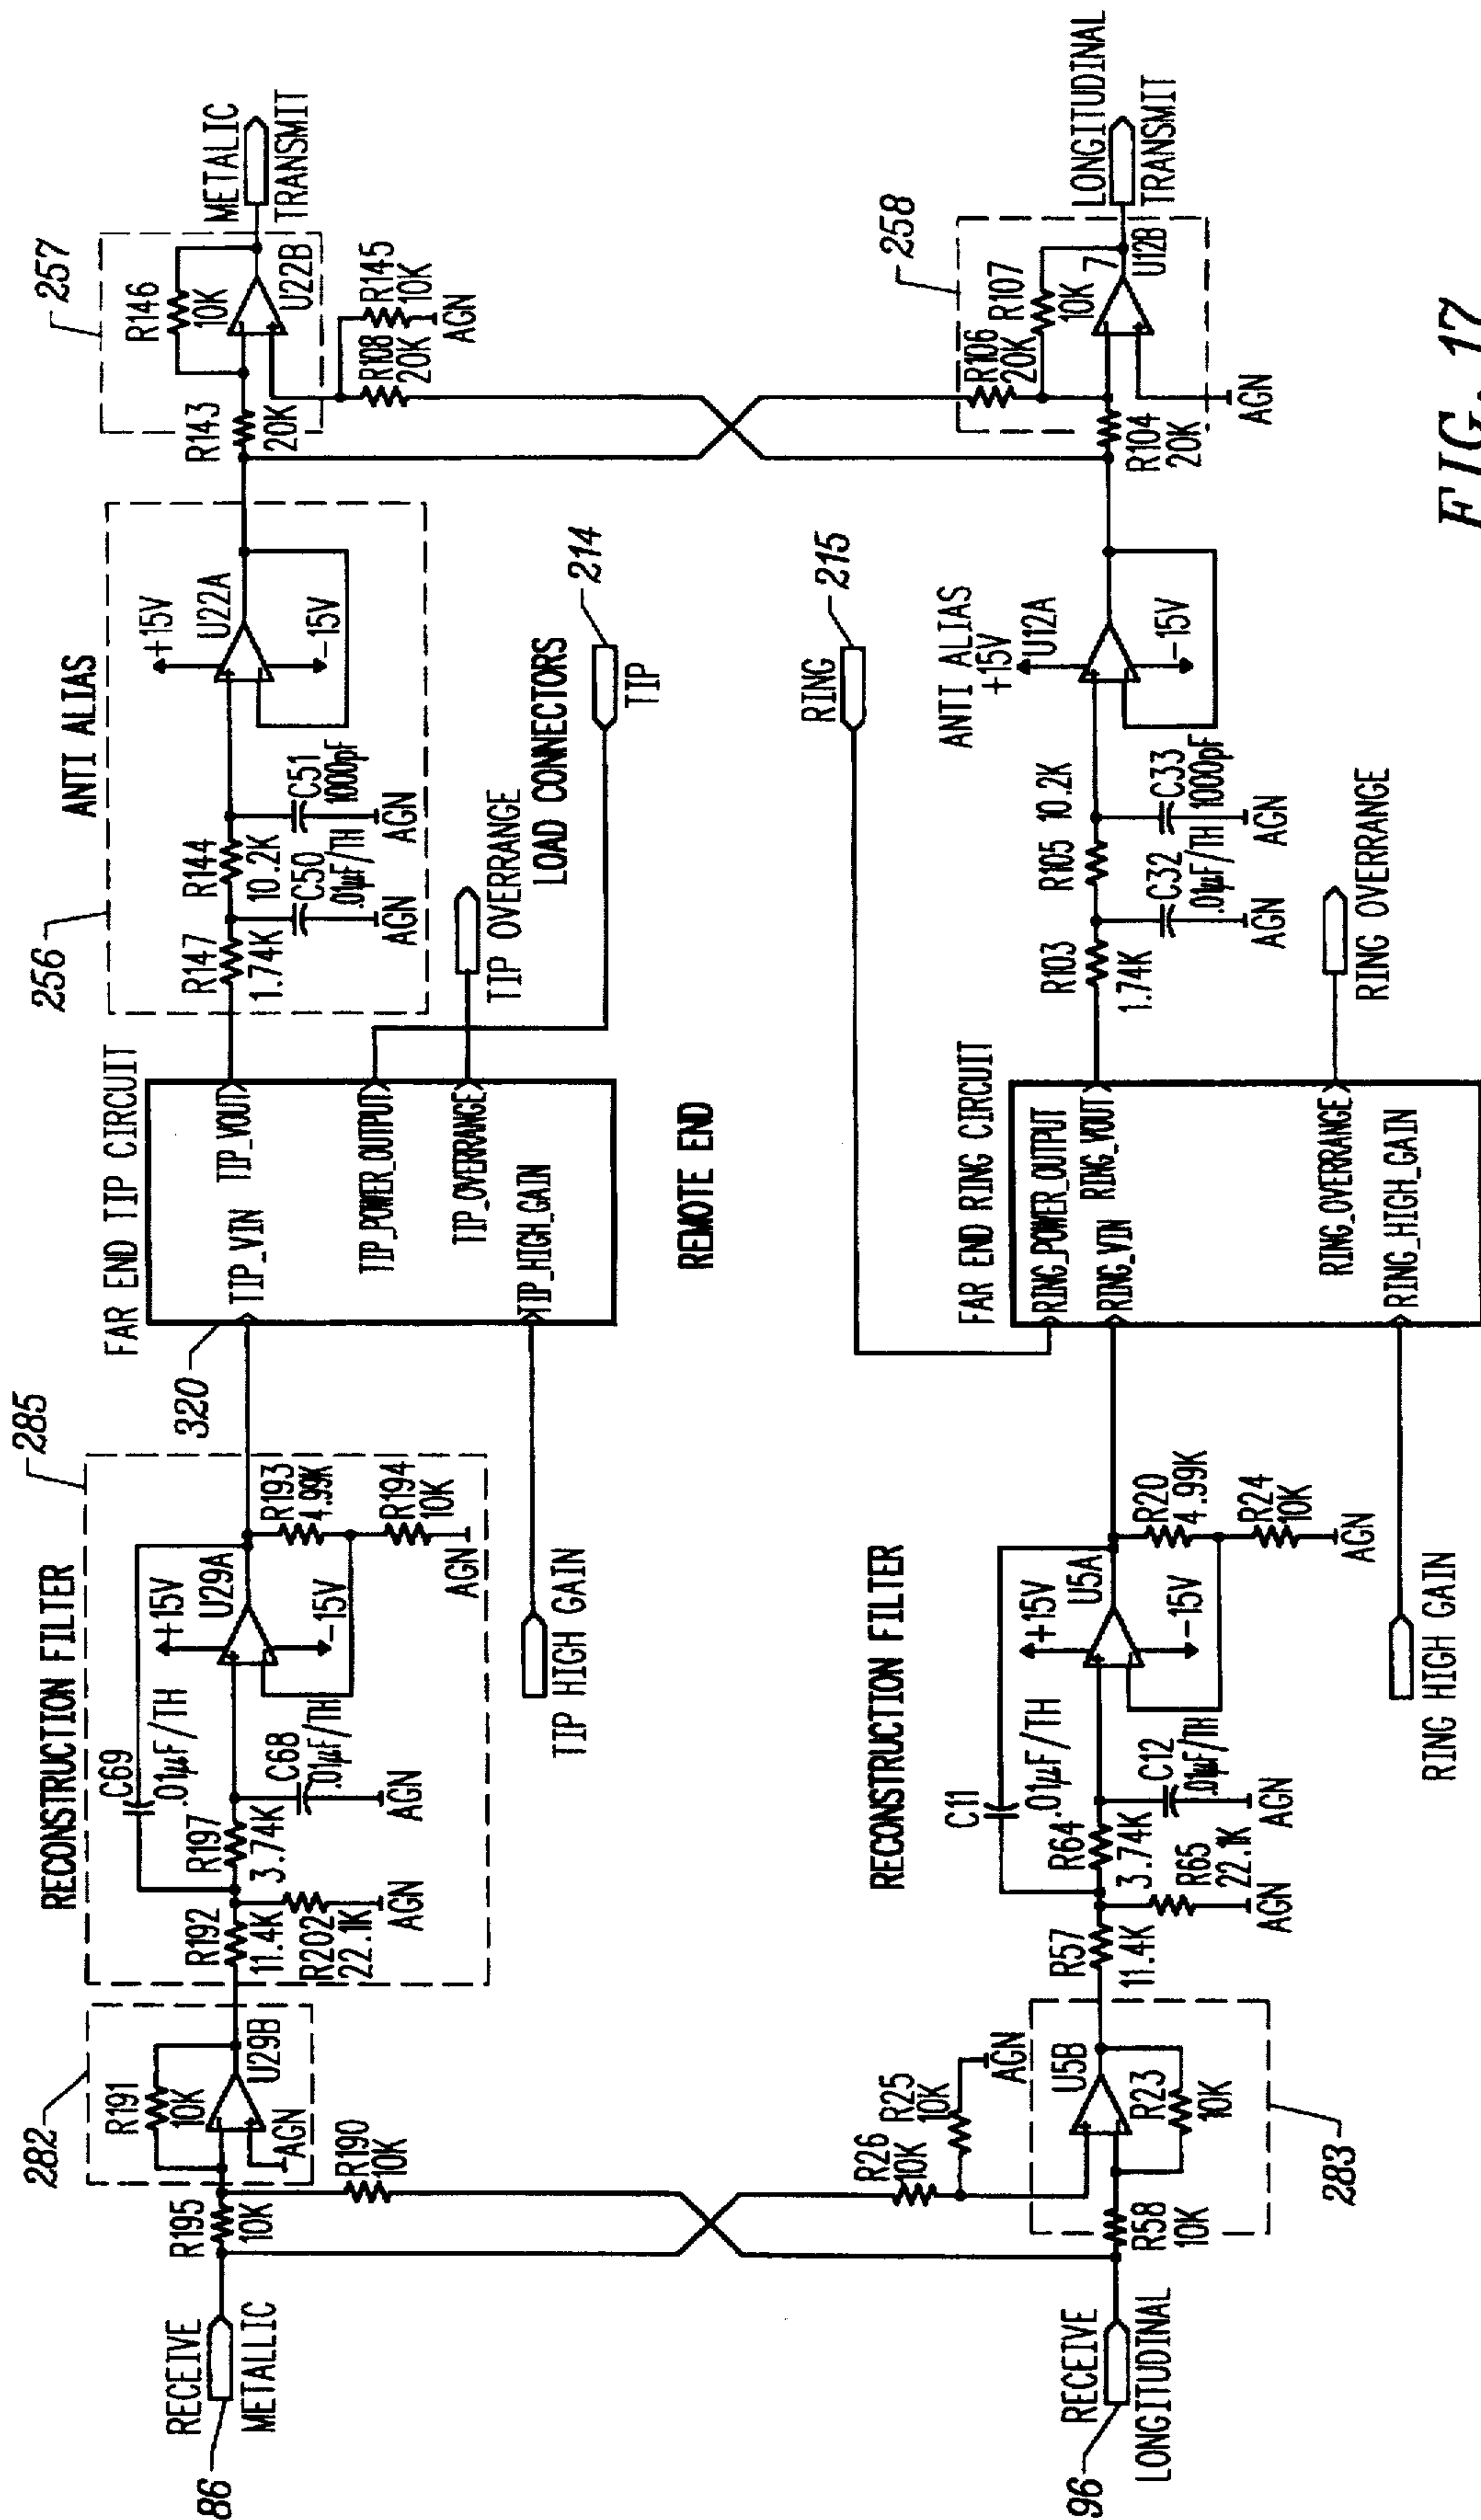 285
RECONSTRUCTION FILTER
282
R191
10K
U29B
AGN
R195
10K
R190
10K
RECEIVE
METALLIC
86
R192
11.4K
R202
22.1K
AGN
R197
3.74K
C69
.01µF/TH
C68
.01µF/TH
AGN
+15V
U29A
-15V
R193
4.99K
R194
10K
AGN
TIP HIGH GAIN
320
FAR END TIP CIRCUIT
TIP_VIN
TIP_VOUT
TIP_POWER_OUTPUT
TIP_OVERRANGE
TIP_HIGH_GAIN
REMOTE END
256
ANTI ALIAS
R147
1.74K
R144
10.2K
C50
.01µF/TH
AGN
C51
1000pF
AGN
+15V
U22A
-15V
TIP OVERRANGE
LOAD CONNECTORS
TIP
214
257
R146
10K
R143
20K
U22B
METALIC
TRANSMIT
R108
20K
R145
10K
AGN
RECEIVE
LONGITUDINAL
96
R26
10K
R25
10K
AGN
R58
10K
U5B
R23
10K
283
RECONSTRUCTION FILTER
R57
11.4K
R65
22.1K
AGN
R64
3.74K
C11
.01µF/TH
C12
.01µF/TH
AGN
+15V
U5A
-15V
R20
4.99K
R24
10K
AGN
RING HIGH GAIN
FAR END RING CIRCUIT
RING_POWER_OUTPUT
RING_VIN
RING_VOUT
RING_OVERRANGE
RING_HIGH_GAIN
RING
215
R103
1.74K
R105
10.2K
C32
.01µF/TH
AGN
C33
1000pF
AGN
ANTI ALIAS
+15V
U12A
-15V
RING OVERRANGE
258
R106
20K
R107
10K
R104
20K
7
U12B
AGN
LONGITUDINAL
TRANSMIT
FIG. 17